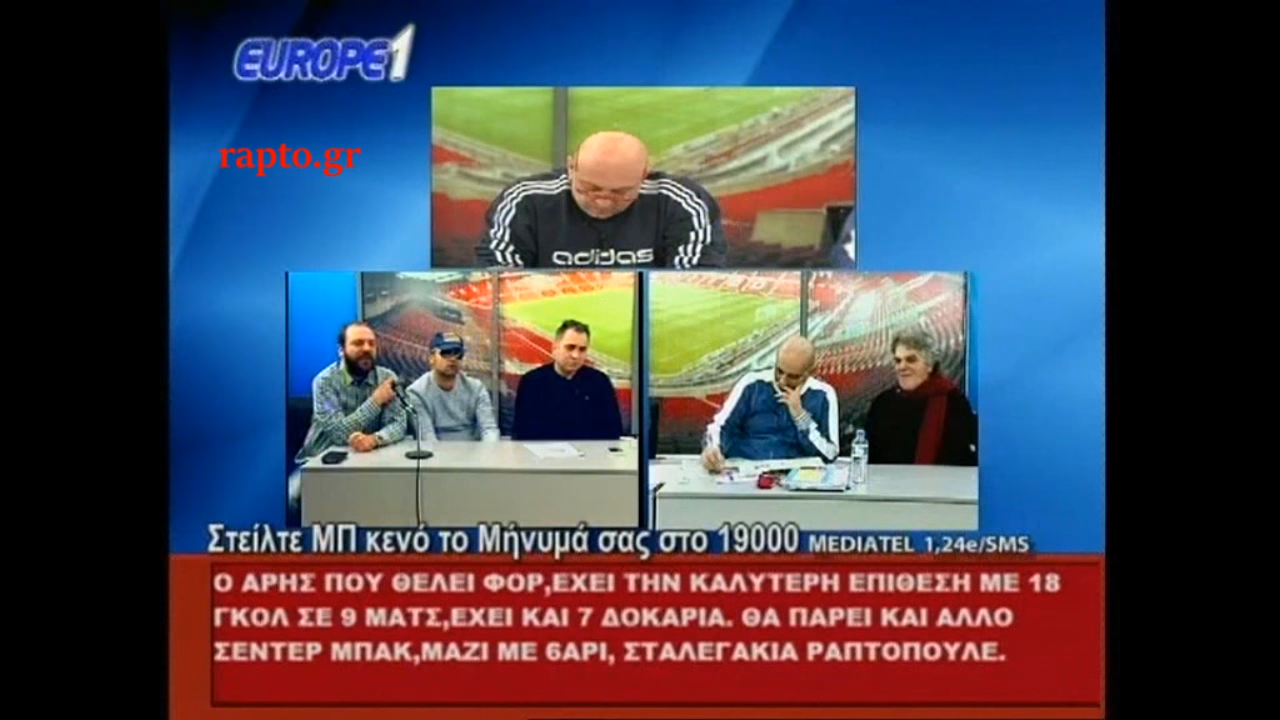 EUROPE1
rapto.gr
adidas
Στείλτε ΜΠ κενό το Μήνυμά σας στο 19000 MEDIATEL 1,24e/SMS
Ο ΑΡΗΣ ΠΟΥ ΘΕΛΕΙ ΦΟΡ,ΕΧΕΙ ΤΗΝ ΚΑΛΥΤΕΡΗ ΕΠΙΘΕΣΗ ΜΕ 18
ΓΚΟΛ ΣΕ 9 ΜΑΤΣ,ΕΧΕΙ ΚΑΙ 7 ΔΟΚΑΡΙΑ. ΘΑ ΠΑΡΕΙ ΚΑΙ ΑΛΛΟ
ΣΕΝΤΕΡ ΜΠΑΚ,ΜΑΖΙ ΜΕ 6ΑΡΙ, ΣΤΑΛΕΓΑΚΙΑ ΡΑΠΤΟΠΟΥΛΕ.